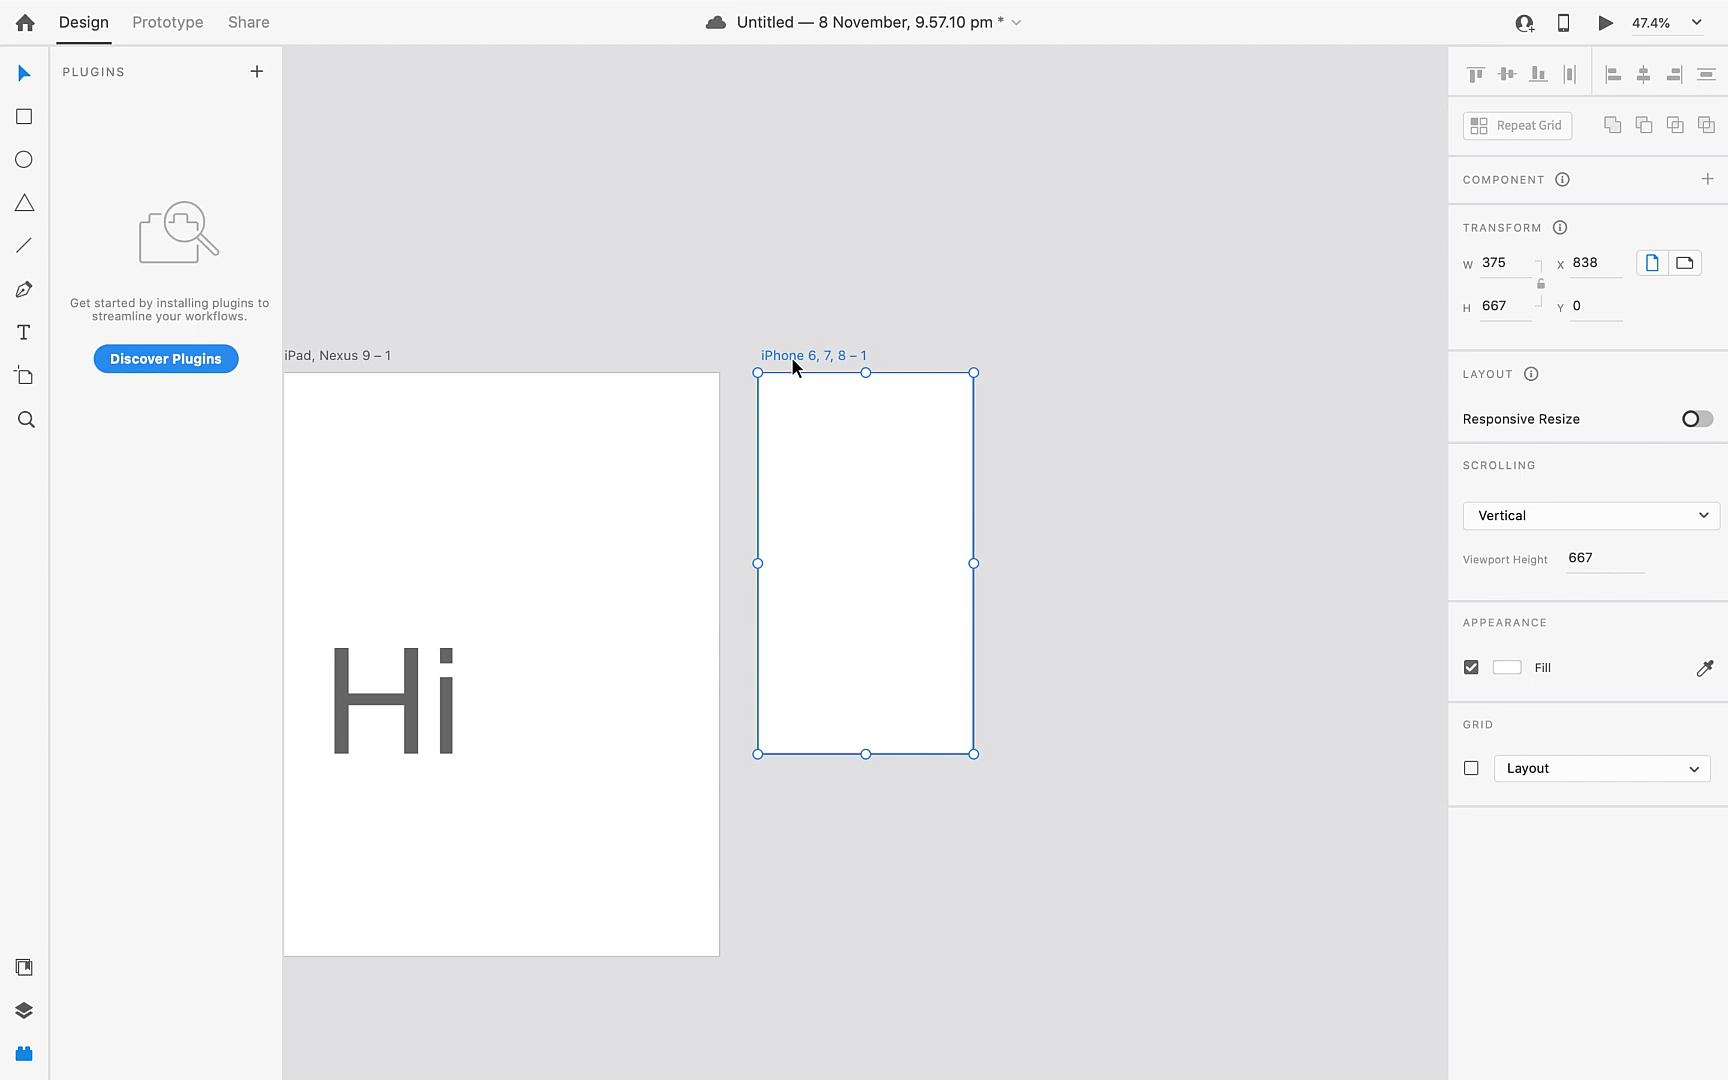 Design Prototype Share
Untitled — 8 November, 9.57.10 pm *
47.4%
PLUGINS
Get started by installing plugins to
streamline your workflows.
Discover Plugins
iPad, Nexus 9 – 1
iPhone 6, 7, 8 – 1
Hi
Repeat Grid
COMPONENT
TRANSFORM
W 375 X 838
H 667 Y 0
LAYOUT
Responsive Resize
SCROLLING
Vertical
Viewport Height 667
APPEARANCE
Fill
GRID
Layout